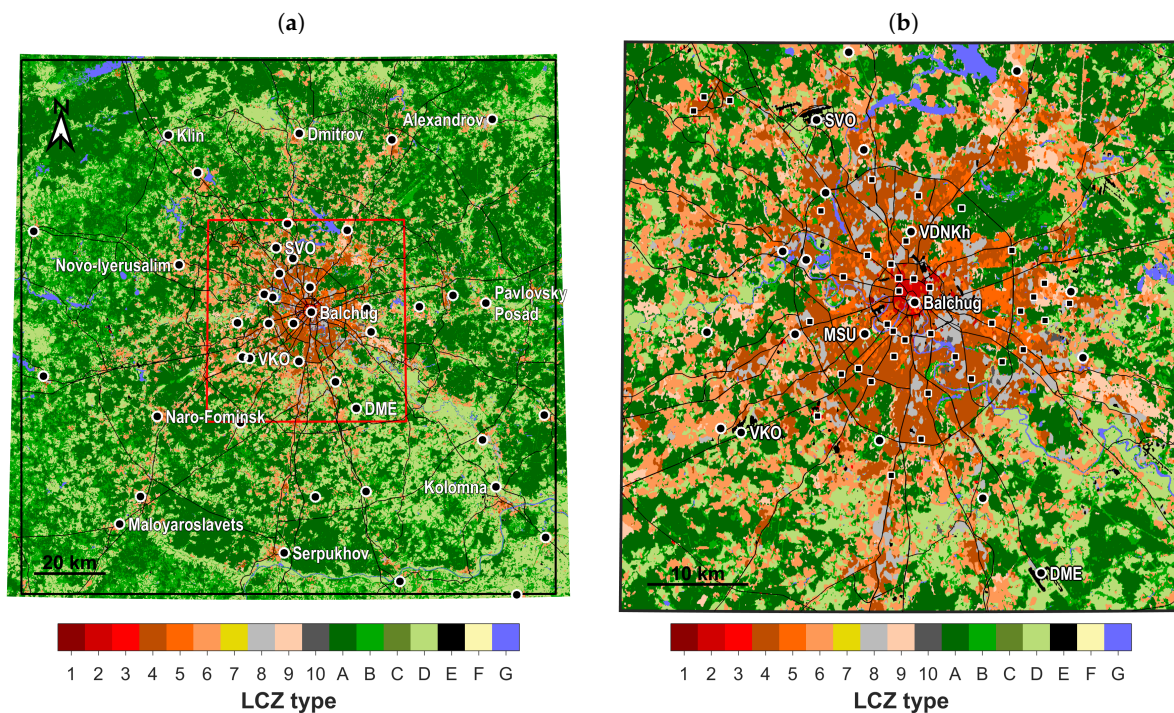 (a)
N
Klin
Dmitrov
Alexandrov
SVO
Novo-Iyerusalim
Balchug
Pavlovsky
Posad
VKO
Naro-Fominsk
DME
Kolomna
Maloyaroslavets
Serpukhov
20 km
1 2 3 4 5 6 7 8 9 10 A B C D E F G
LCZ type
(b)
SVO
VDNKh
Balchug
MSU
VKO
DME
10 km
1 2 3 4 5 6 7 8 9 10 A B C D E F G
LCZ type